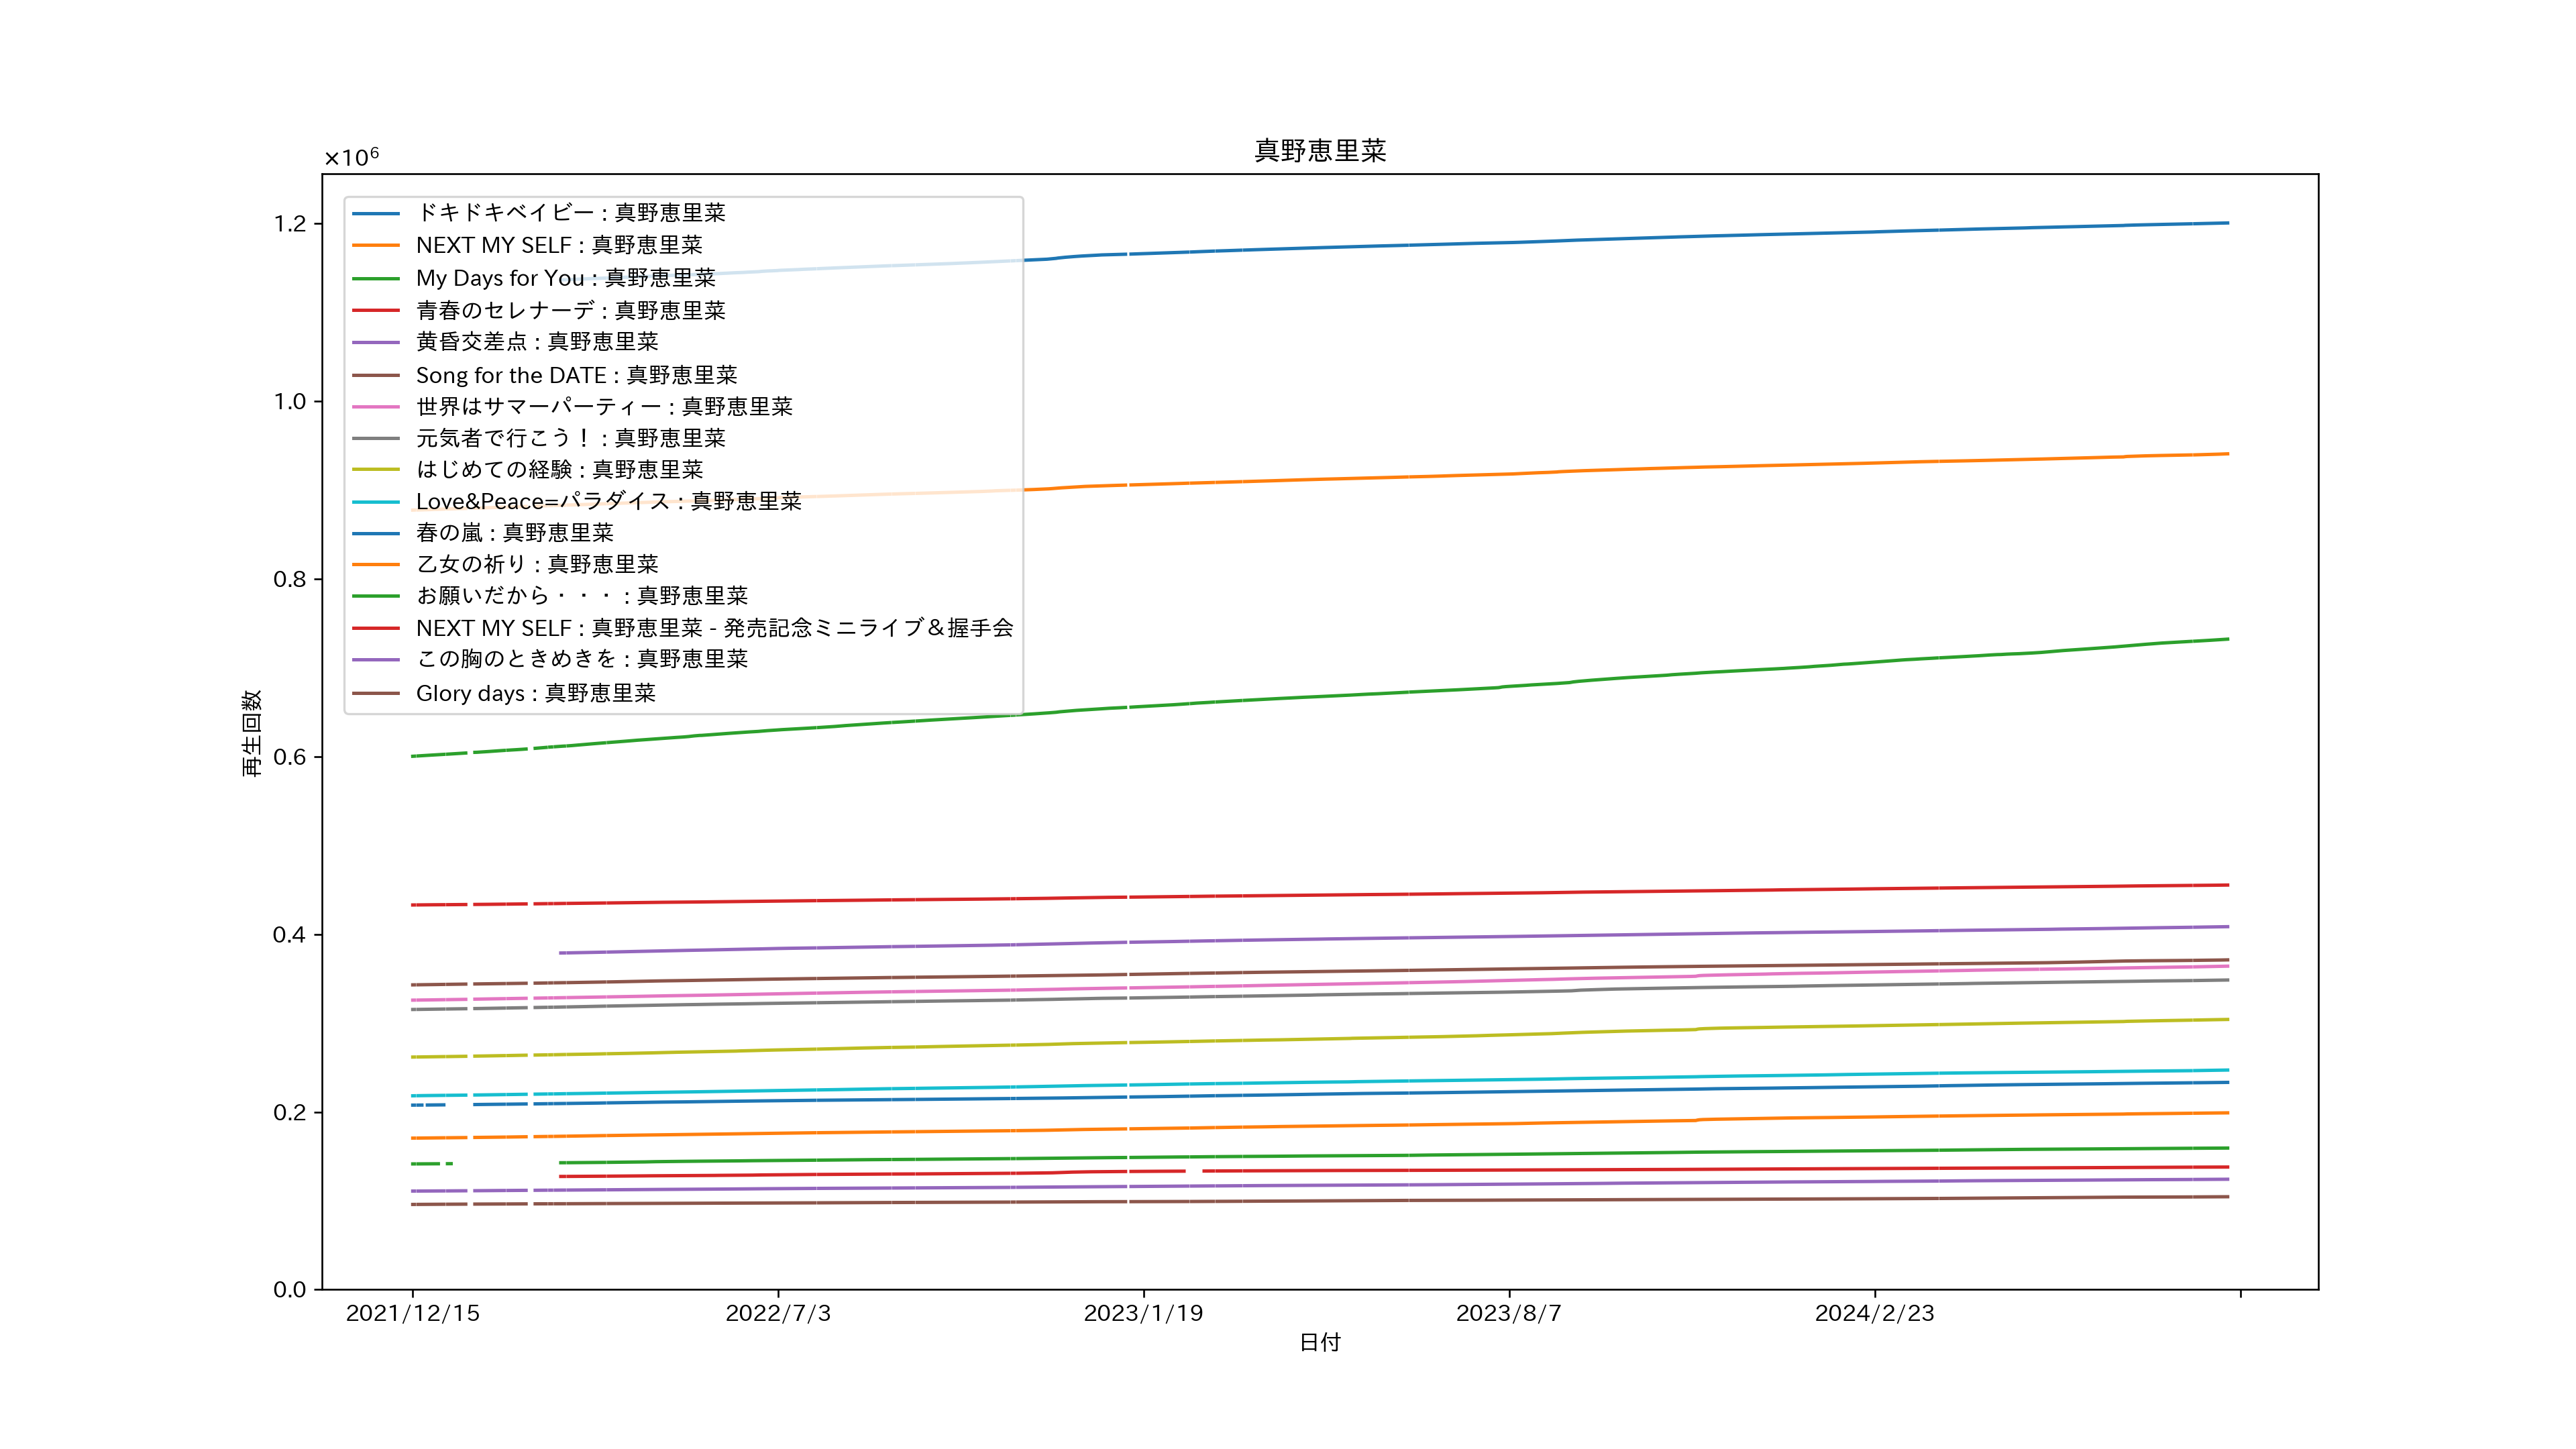 真野恵里菜
×10⁶
1.2
1.0
0.8
0.6
0.4
0.2
0.0
再生回数
ドキドキベイビー : 真野恵里菜
NEXT MY SELF : 真野恵里菜
My Days for You : 真野恵里菜
青春のセレナーデ : 真野恵里菜
黄昏交差点 : 真野恵里菜
Song for the DATE : 真野恵里菜
世界はサマーパーティー : 真野恵里菜
元気者で行こう！ : 真野恵里菜
はじめての経験 : 真野恵里菜
Love&Peace=パラダイス : 真野恵里菜
春の嵐 : 真野恵里菜
乙女の祈り : 真野恵里菜
お願いだから・・・ : 真野恵里菜
NEXT MY SELF : 真野恵里菜 - 発売記念ミニライブ＆握手会
この胸のときめきを : 真野恵里菜
Glory days : 真野恵里菜
2021/12/15
2022/7/3
2023/1/19
2023/8/7
2024/2/23
日付